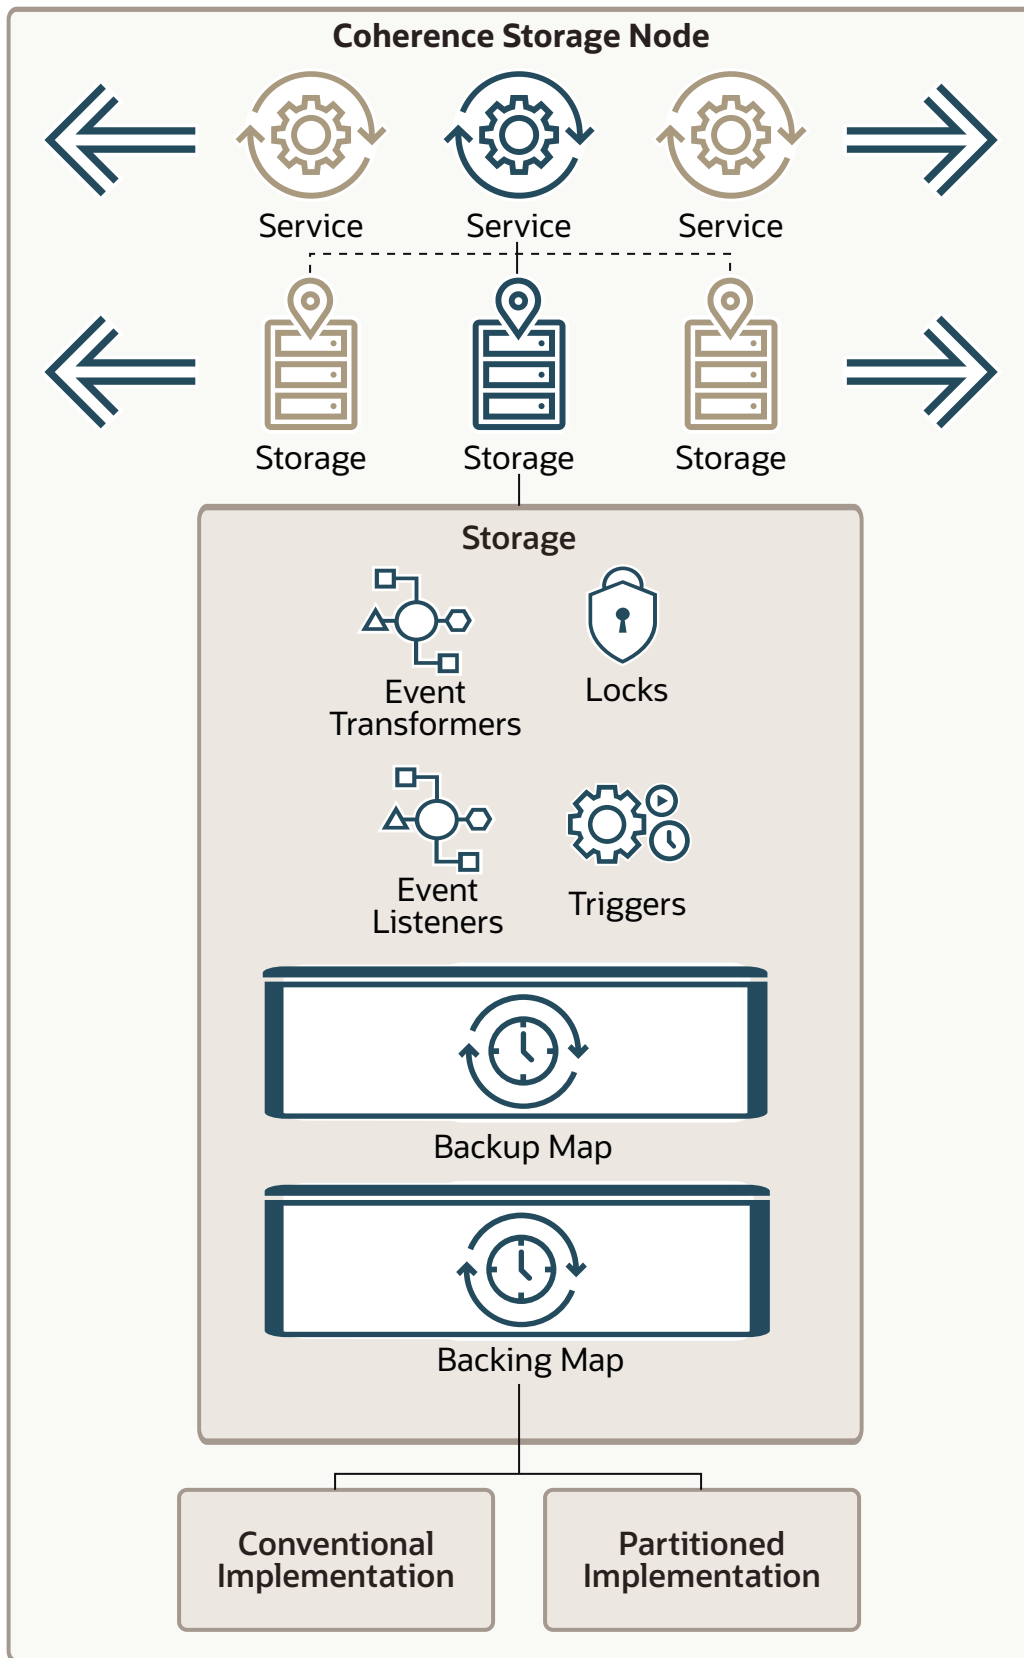 Coherence Storage Node
Service
Service
Service
Storage
Storage
Storage
Storage
Event
Transformers
Locks
Event
Listeners
Triggers
Backup Map
Backing Map
Conventional
Implementation
Partitioned
Implementation